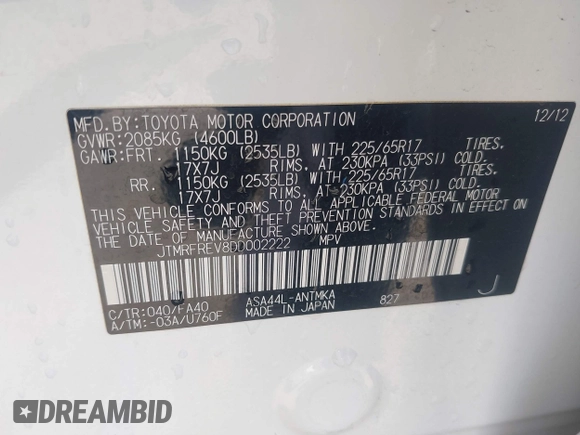 MFD.BY:TOYOTA MOTOR CORPORATION 12/12
GVWR:2085KG (4600LB)
GAWR:FRT. 1150KG (2535LB) WITH 225/65R17 TIRES.
17X7J RIMS. AT 230KPA (33PSI) COLD.
RR. 1150KG (2535LB) WITH 225/65R17 TIRES.
17X7J RIMS. AT 230KPA (33PSI) COLD.
THIS VEHICLE CONFORMS TO ALL APPLICABLE FEDERAL MOTOR
VEHICLE SAFETY AND THEFT PREVENTION STANDARDS IN EFFECT ON
THE DATE OF MANUFACTURE SHOWN ABOVE.
JTMRFREV8DD002222 MPV
C/TR:040/FA40 ASA44L-ANTMKA 827 J
A/TM:-03A/U760F MADE IN JAPAN
DREAMBID